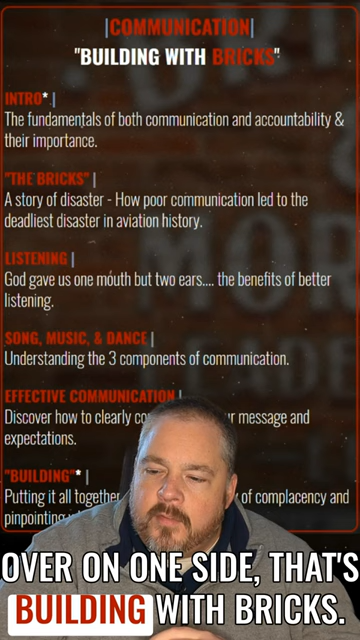 |COMMUNICATION|
"BUILDING WITH BRICKS"
INTRO* |
The fundamentals of both communication and accountability &
their importance.
"THE BRICKS" |
A story of disaster - How poor communication led to the
deadliest disaster in aviation history.
LISTENING |
God gave us one mouth but two ears.... the benefits of better
listening.
SONG, MUSIC, & DANCE |
Understanding the 3 components of communication.
EFFECTIVE COMMUNICATION |
Discover how to clearly message and
expectations.
"BUILDING"* |
Putting it all together of complacency and
pinpointing
OVER ON ONE SIDE, THAT'S
BUILDING WITH BRICKS.